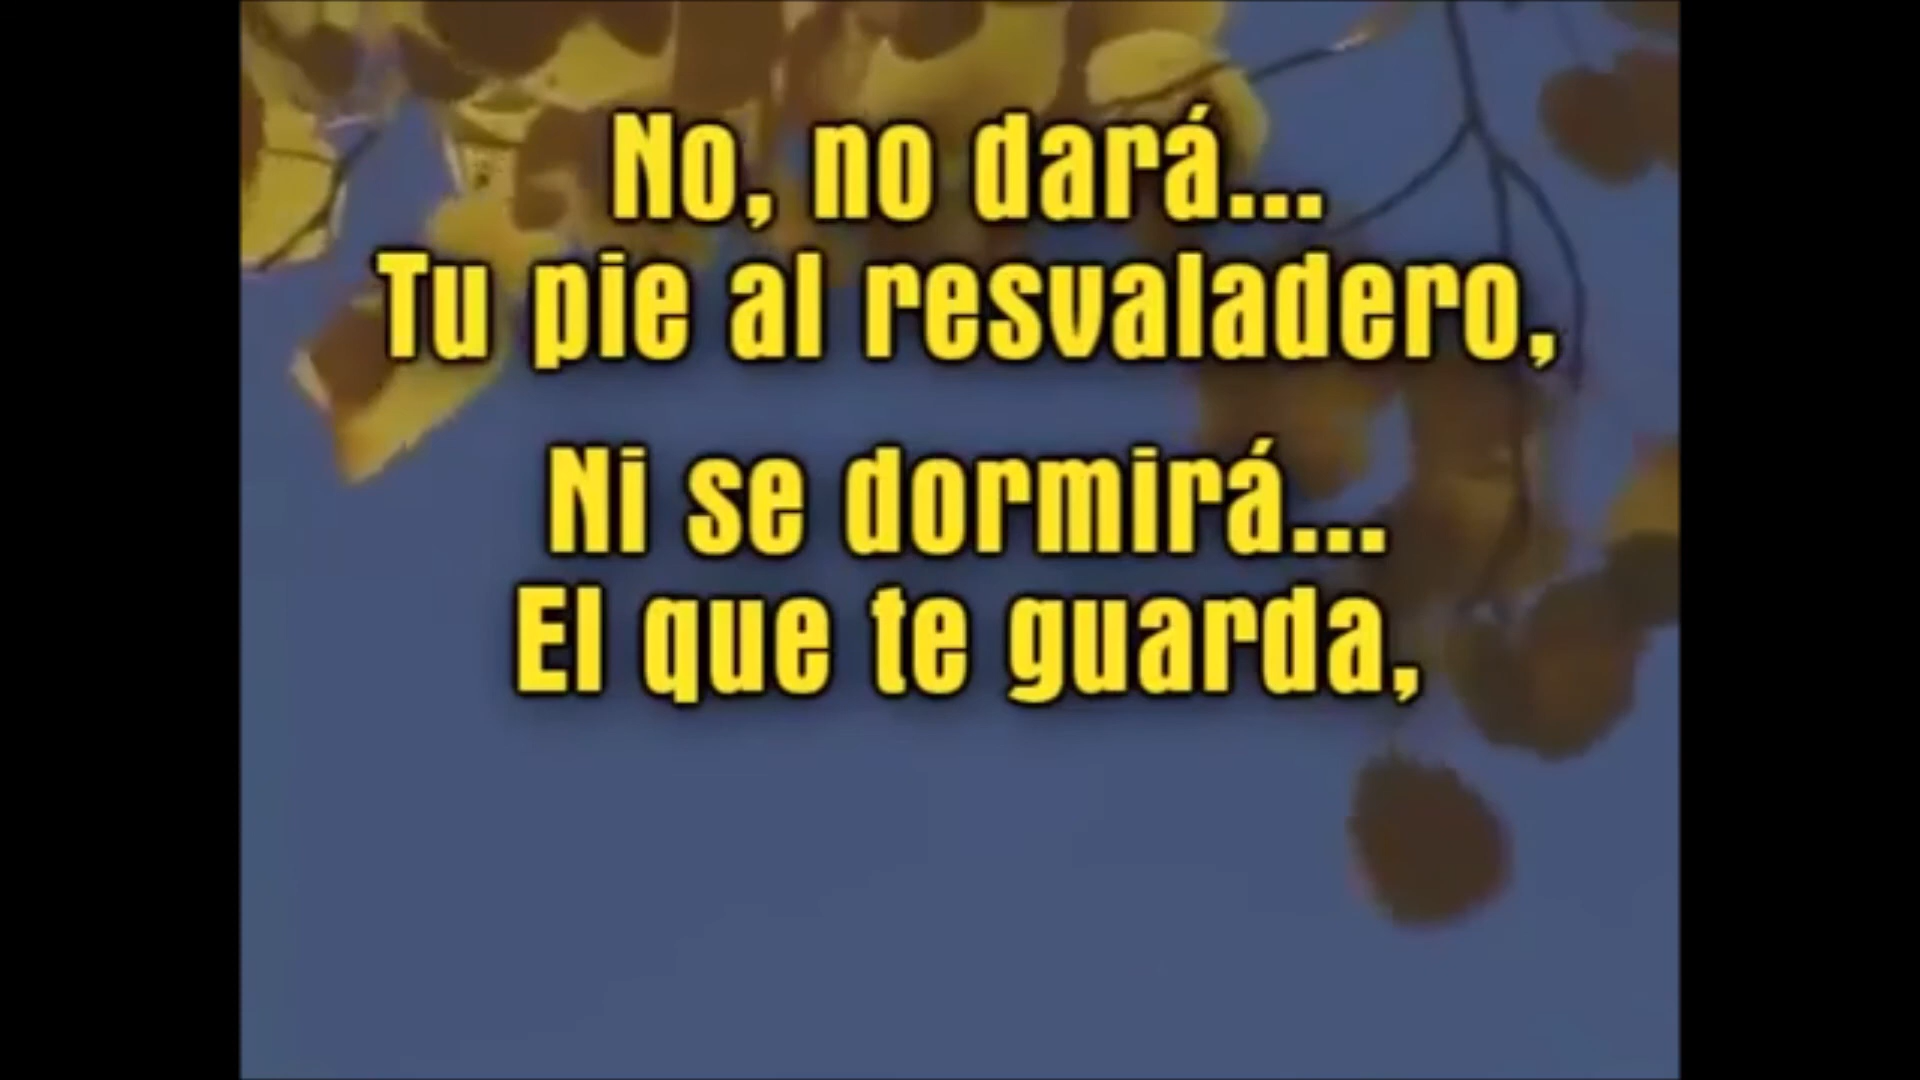 No, no dará...
Tu pie al resvaladero,
Ni se dormirá...
El que te guarda,